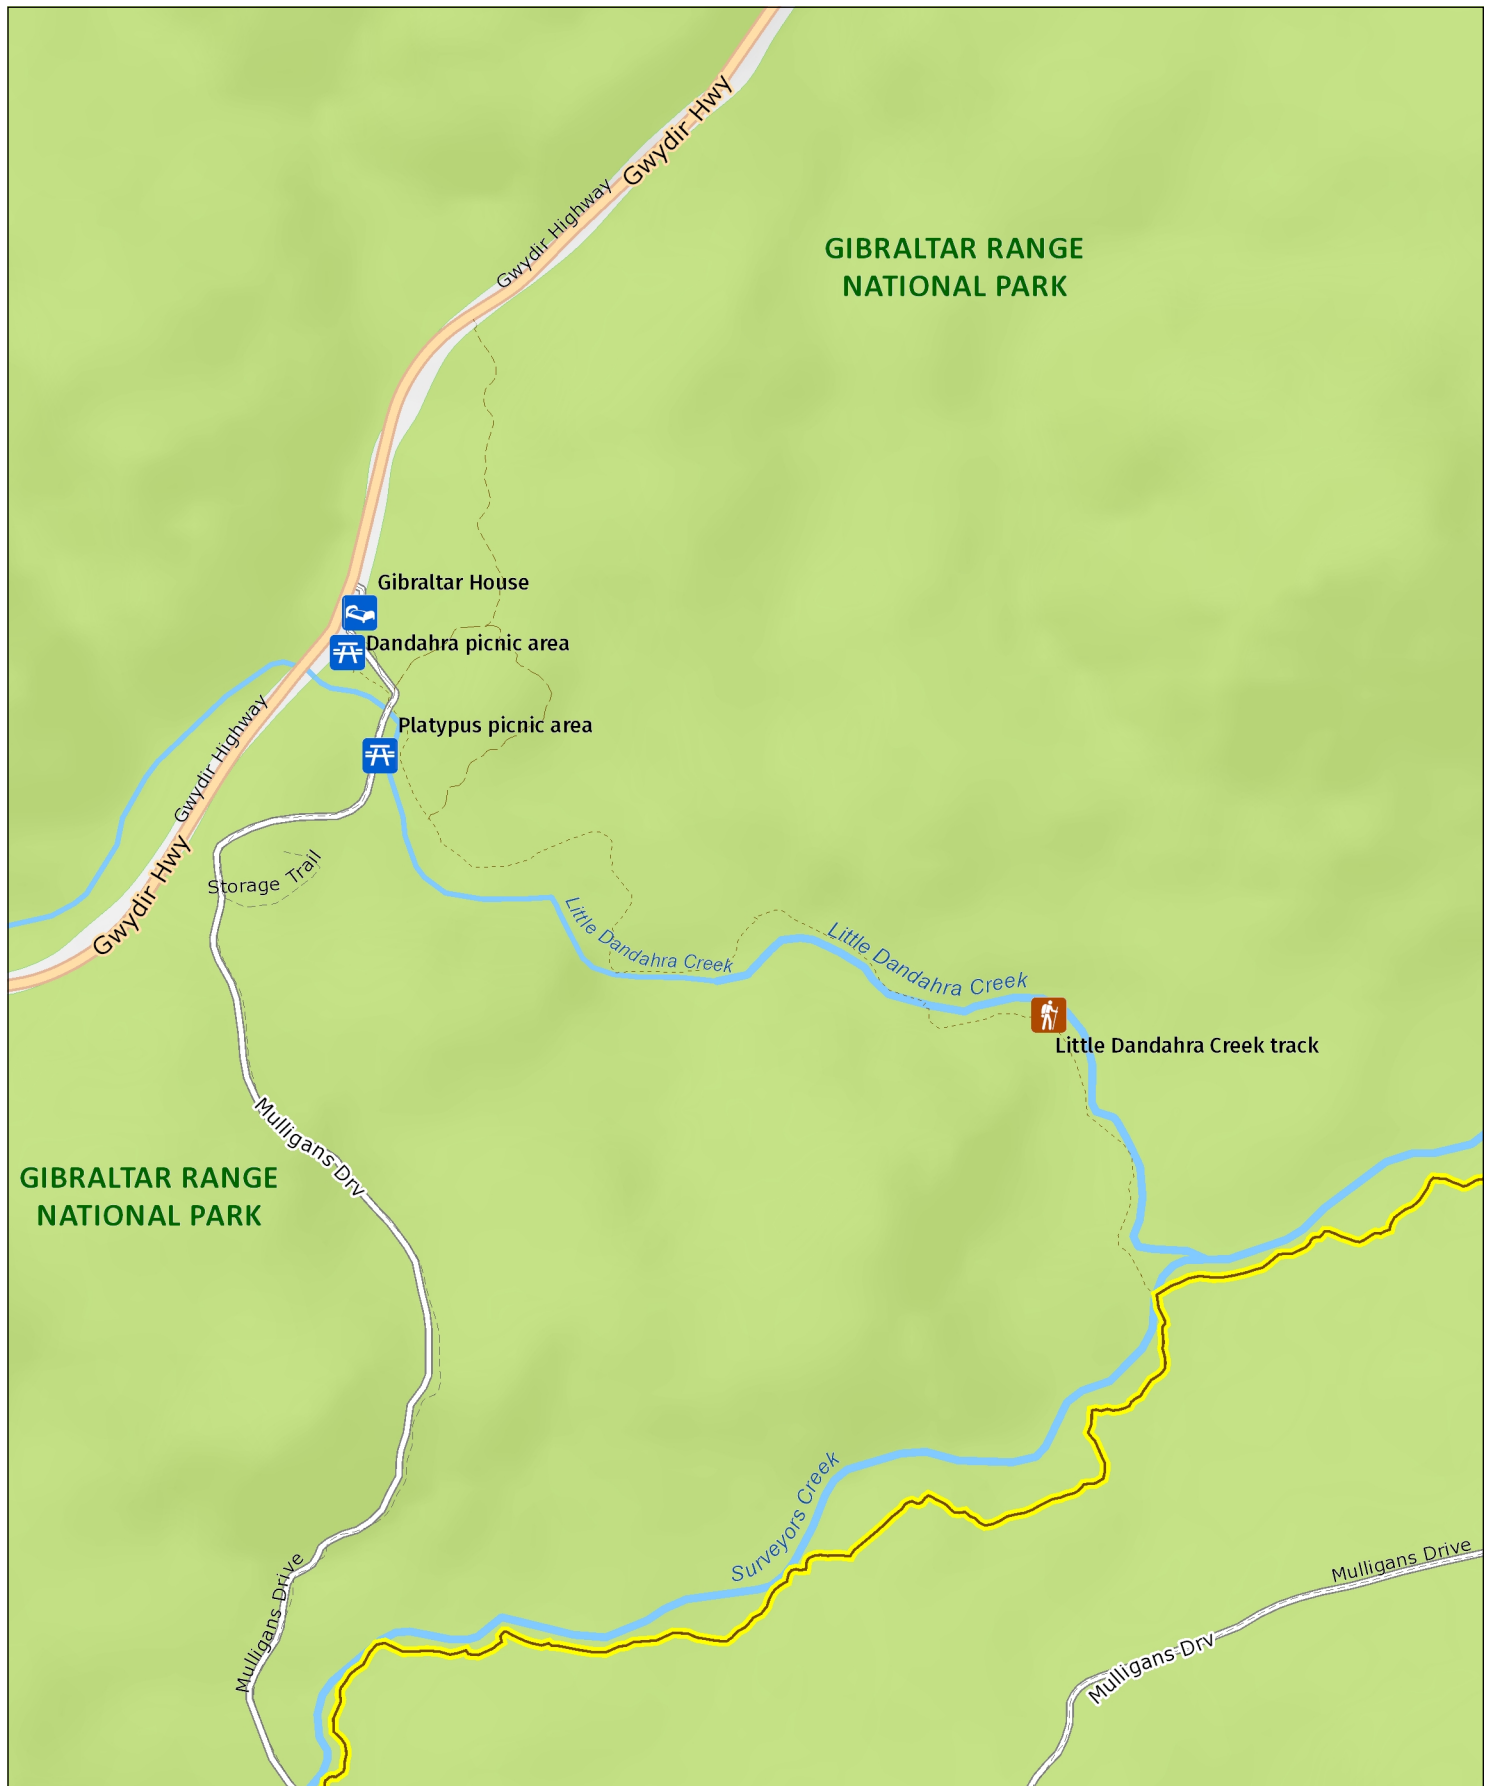 Gwydir Hwy
Gwydir Highway
GIBRALTAR RANGE
NATIONAL PARK
Gibraltar House
Dandahra picnic area
Gwydir Highway
Platypus picnic area
Gwydir Hwy
Storage Trail
Little Dandahra Creek
Little Dandahra Creek
Little Dandahra Creek track
Mulligans Drv
GIBRALTAR RANGE
NATIONAL PARK
Surveyors Creek
Mulligans Drive
Mulligans Drive
Mulligans Drv